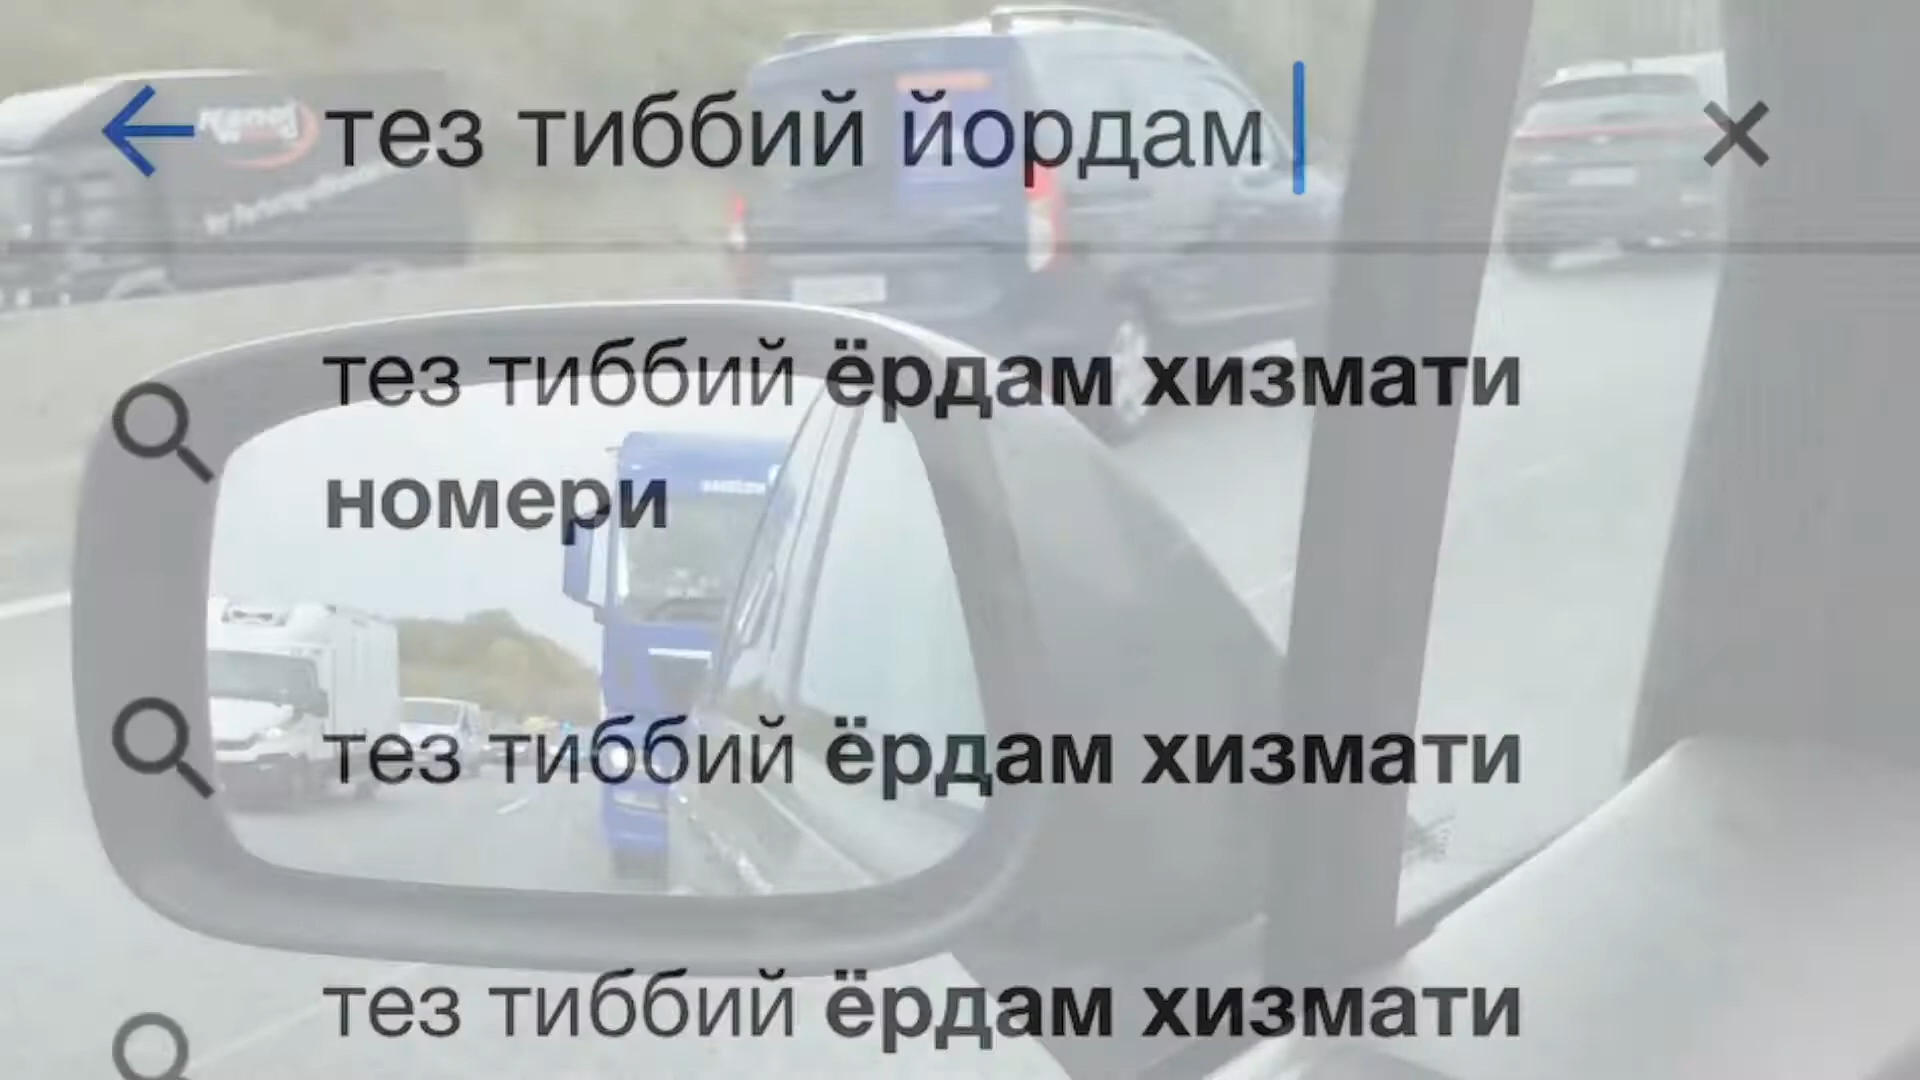 тез тиббий йордам
тез тиббий ёрдам хизмати
номери
тез тиббий ёрдам хизмати
тез тиббий ёрдам хизмати